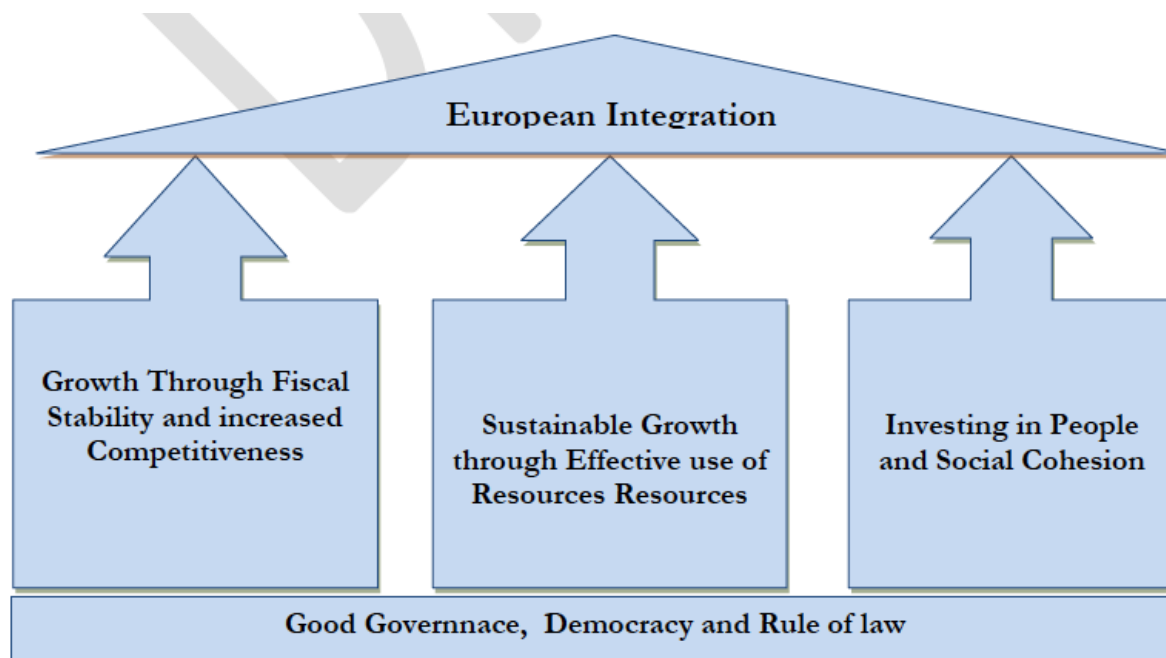 European Integration
Growth Through Fiscal
Stability and increased
Competitiveness
Sustainable Growth
through Effective use of
Resources Resources
Investing in People
and Social Cohesion
Good Governnace,  Democracy and Rule of law